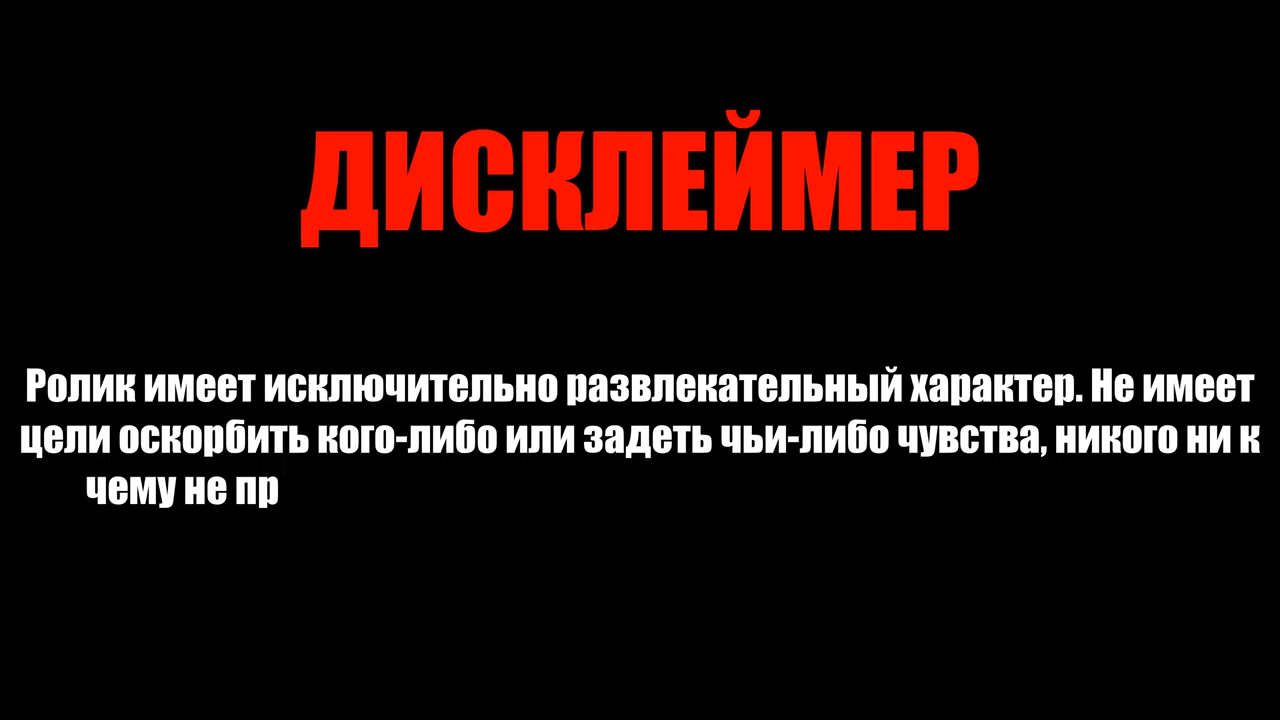 ДИСКЛЕЙМЕР
Ролик имеет исключительно развлекательный характер. Не имеет
цели оскорбить кого-либо или задеть чьи-либо чувства, никого ни к
чему не пр